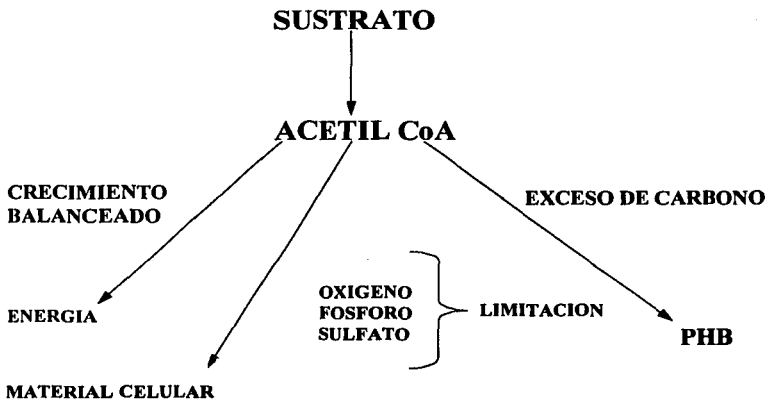 SUSTRATO
ACETIL CoA
CRECIMIENTO
BALANCEADO
EXCESO DE CARBONO
OXIGENO
FOSFORO
SULFATO
LIMITACION
ENERGIA
PHB
MATERIAL CELULAR